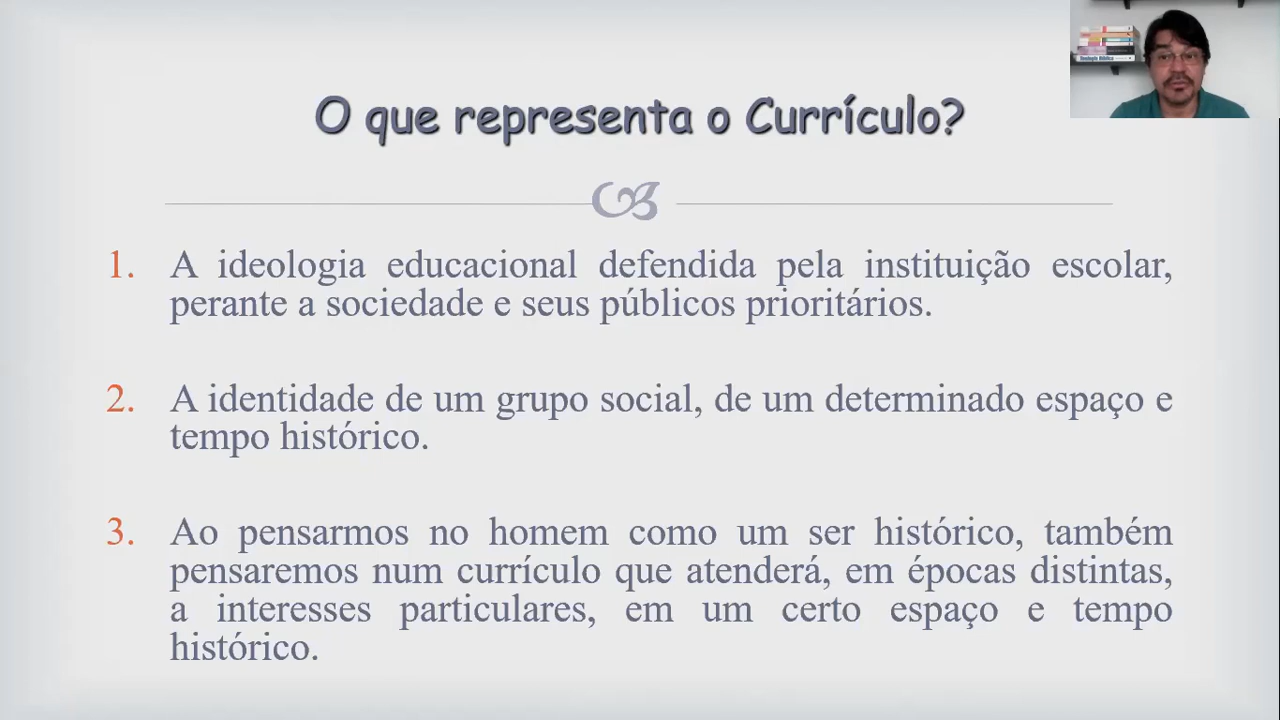 O que representa o Currículo?
1. A ideologia educacional defendida pela instituição escolar,
perante a sociedade e seus públicos prioritários.
2. A identidade de um grupo social, de um determinado espaço e
tempo histórico.
3. Ao pensarmos no homem como um ser histórico, também
pensaremos num currículo que atenderá, em épocas distintas,
a interesses particulares, em um certo espaço e tempo
histórico.
Teologia Bíblica